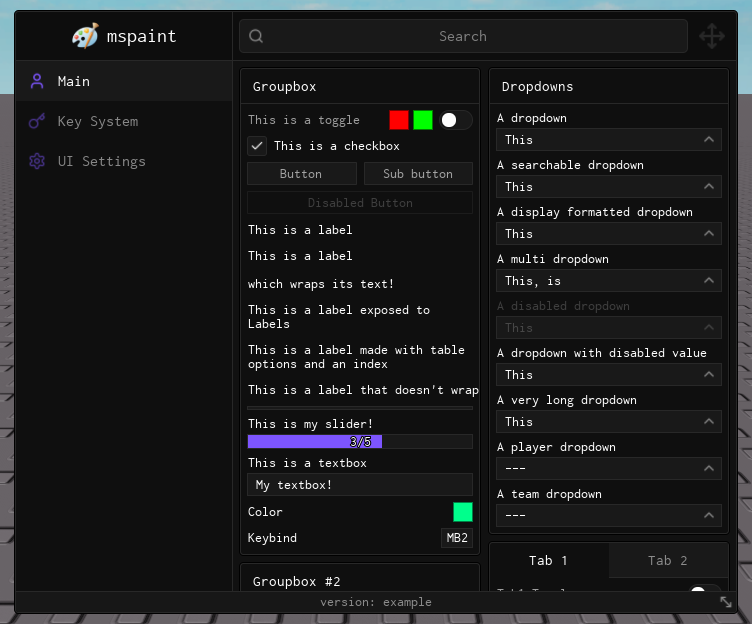 mspaint
Search
Main
Key System
UI Settings
Groupbox
This is a toggle
This is a checkbox
Button
Sub button
Disabled Button
This is a label
This is a label
which wraps its text!
This is a label exposed to
Labels
This is a label made with table
options and an index
This is a label that doesn't wrap
This is my slider!
3/5
This is a textbox
My textbox!
Color
Keybind
MB2
Groupbox #2
Dropdowns
A dropdown
This
A searchable dropdown
This
A display formatted dropdown
This
A multi dropdown
This, is
A disabled dropdown
This
A dropdown with disabled value
This
A very long dropdown
This
A player dropdown
---
A team dropdown
---
Tab 1
Tab 2
version: example